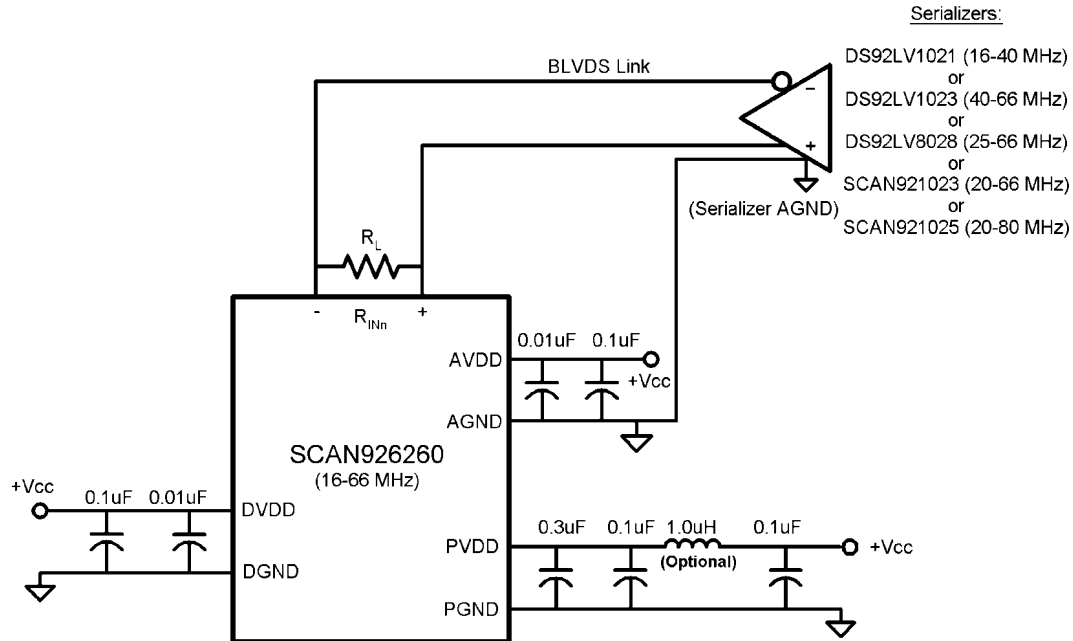 Serializers:
DS92LV1021 (16-40 MHz)
or
DS92LV1023 (40-66 MHz)
or
DS92LV8028 (25-66 MHz)
or
SCAN921023 (20-66 MHz)
or
SCAN921025 (20-80 MHz)
BLVDS Link
-
+
(Serializer AGND)
RL
- RINn +
0.01uF 0.1uF
AVDD
+Vcc
AGND
SCAN926260
(16-66 MHz)
+Vcc
0.1uF 0.01uF
DVDD
DGND
0.3uF 0.1uF 1.0uH 0.1uF
PVDD
(Optional)
+Vcc
PGND